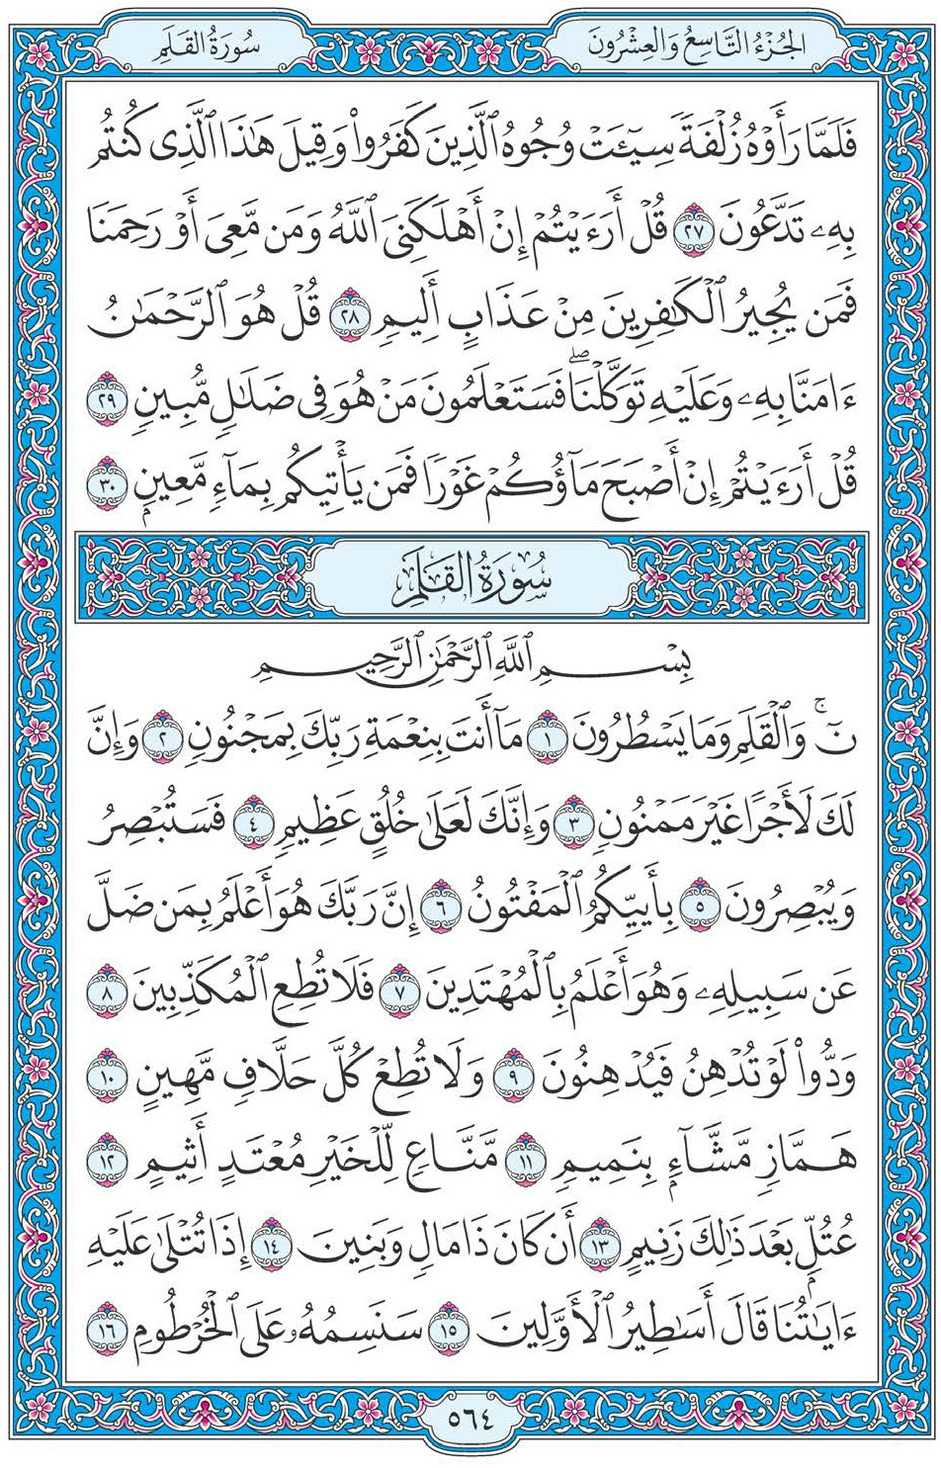 الجُزْءُ التَّاسِعُ وَالعِشْرُونَ
سُورَةُ القَلَمِ
فَلَمَّا رَأَوْهُ زُلْفَةً سِيٓـَٔتْ وُجُوهُ ٱلَّذِينَ كَفَرُوا۟ وَقِيلَ هَٰذَا ٱلَّذِى كُنتُم
بِهِۦ تَدَّعُونَ ٢٧ قُلْ أَرَءَيْتُمْ إِنْ أَهْلَكَنِىَ ٱللَّهُ وَمَن مَّعِىَ أَوْ رَحِمَنَا
فَمَن يُجِيرُ ٱلْكَٰفِرِينَ مِنْ عَذَابٍ أَلِيمٍ ٢٨ قُلْ هُوَ ٱلرَّحْمَٰنُ
ءَامَنَّا بِهِۦ وَعَلَيْهِ تَوَكَّلْنَا ۖ فَسَتَعْلَمُونَ مَنْ هُوَ فِى ضَلَٰلٍ مُّبِينٍ ٢٩
قُلْ أَرَءَيْتُمْ إِنْ أَصْبَحَ مَآؤُكُمْ غَوْرًا فَمَن يَأْتِيكُم بِمَآءٍ مَّعِينٍۭ ٣٠
سُورَةُ القَلَمِ
بِسْمِ ٱللَّهِ ٱلرَّحْمَٰنِ ٱلرَّحِيمِ
نٓ ۚ وَٱلْقَلَمِ وَمَا يَسْطُرُونَ ١ مَآ أَنتَ بِنِعْمَةِ رَبِّكَ بِمَجْنُونٍ ٢ وَإِنَّ
لَكَ لَأَجْرًا غَيْرَ مَمْنُونٍ ٣ وَإِنَّكَ لَعَلَىٰ خُلُقٍ عَظِيمٍ ٤ فَسَتُبْصِرُ
وَيُبْصِرُونَ ٥ بِأَييِّكُمُ ٱلْمَفْتُونُ ٦ إِنَّ رَبَّكَ هُوَ أَعْلَمُ بِمَن ضَلَّ
عَن سَبِيلِهِۦ وَهُوَ أَعْلَمُ بِٱلْمُهْتَدِينَ ٧ فَلَا تُطِعِ ٱلْمُكَذِّبِينَ ٨
وَدُّوا۟ لَوْ تُدْهِنُ فَيُدْهِنُونَ ٩ وَلَا تُطِعْ كُلَّ حَلَّافٍ مَّهِينٍ ١٠
هَمَّازٍ مَّشَّآءٍۭ بِنَمِيمٍ ١١ مَّنَّاعٍ لِّلْخَيْرِ مُعْتَدٍ أَثِيمٍ ١٢
عُتُلٍّۭ بَعْدَ ذَٰلِكَ زَنِيمٍ ١٣ أَن كَانَ ذَا مَالٍ وَبَنِينَ ١٤ إِذَا تُتْلَىٰ عَلَيْهِ
ءَايَٰتُنَا قَالَ أَسَٰطِيرُ ٱلْأَوَّلِينَ ١٥ سَنَسِمُهُۥ عَلَى ٱلْخُرْطُومِ ١٦
٥٦٤